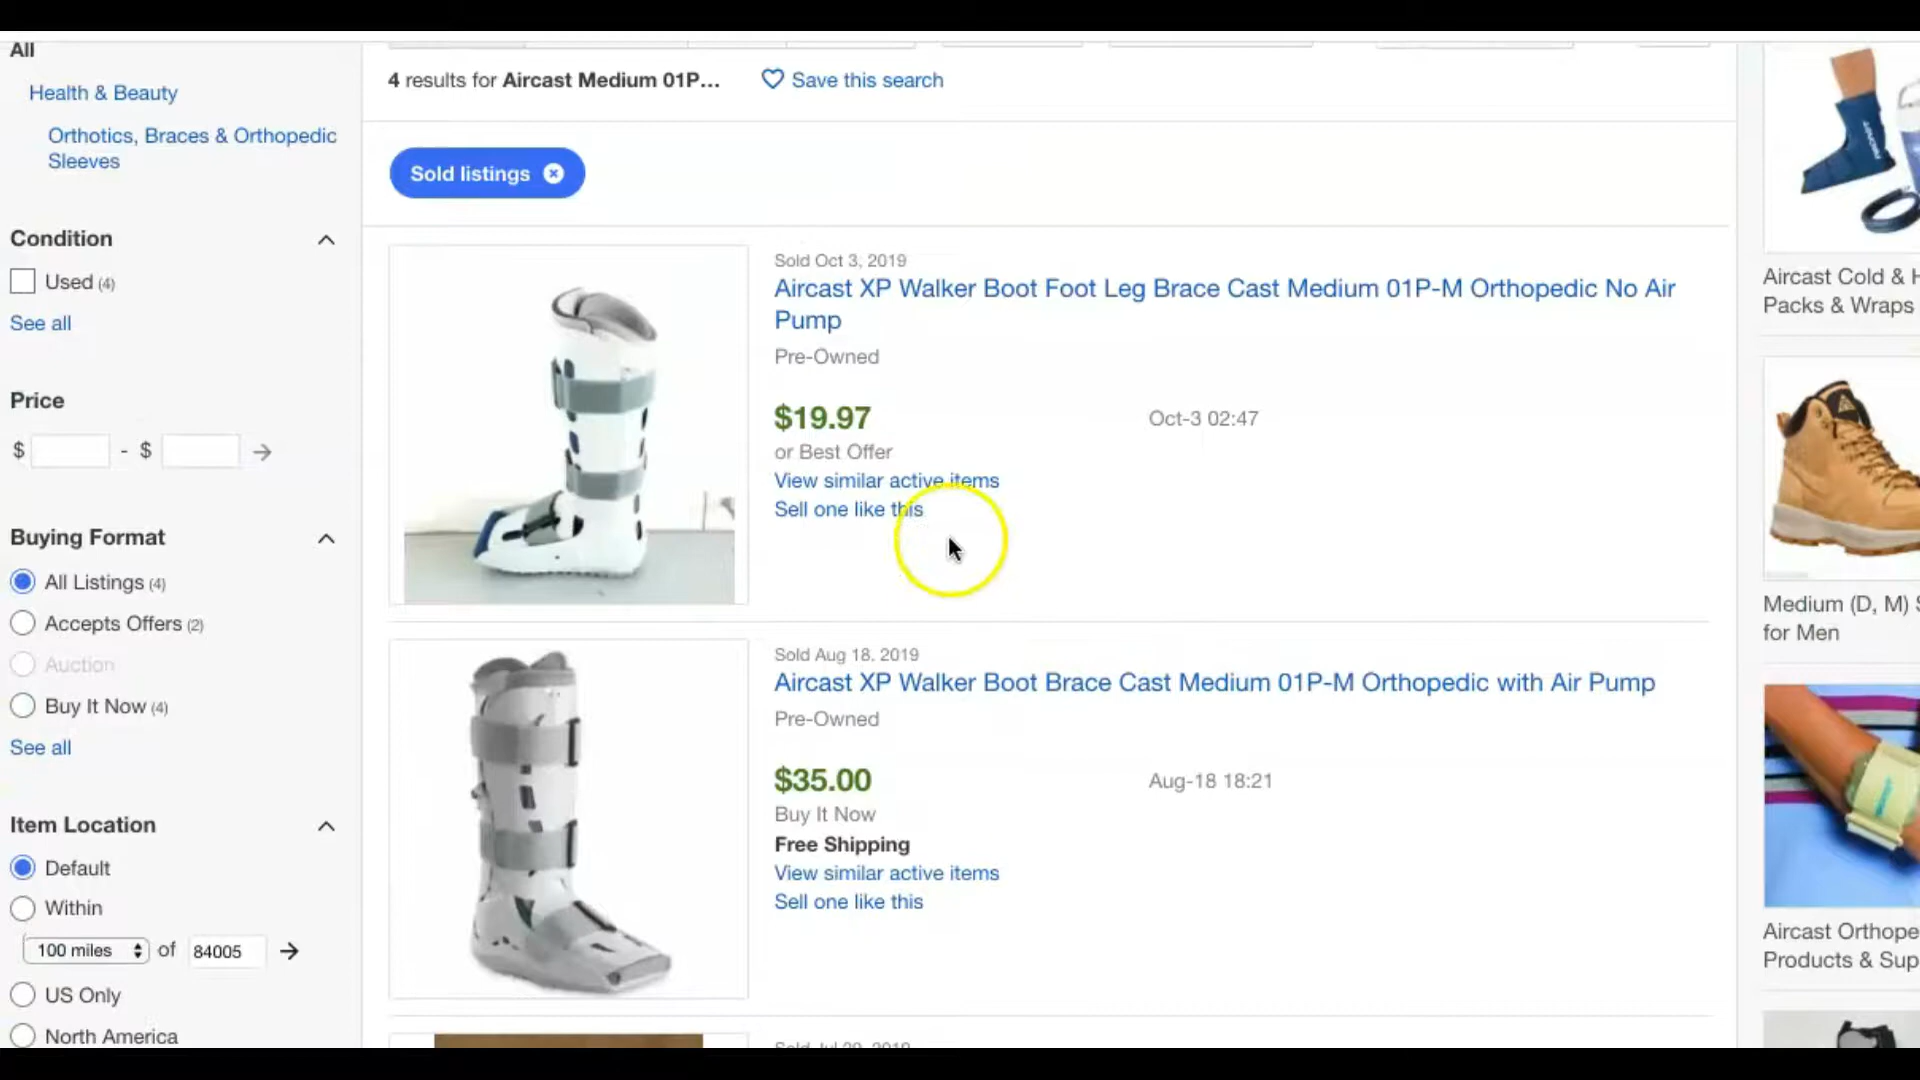 All
Health & Beauty
Orthotics, Braces & Orthopedic
Sleeves
Condition
Used (4)
See all
Price
$ - $
Buying Format
All Listings (4)
Accepts Offers (2)
Auction
Buy It Now (4)
See all
Item Location
Default
Within
100 miles of 84005
US Only
North America
4 results for Aircast Medium 01P...
Save this search
Sold listings
Sold Oct 3, 2019
Aircast XP Walker Boot Foot Leg Brace Cast Medium 01P-M Orthopedic No Air
Pump
Pre-Owned
$19.97
Oct-3 02:47
or Best Offer
View similar active items
Sell one like this
Sold Aug 18, 2019
Aircast XP Walker Boot Brace Cast Medium 01P-M Orthopedic with Air Pump
Pre-Owned
$35.00
Aug-18 18:21
Buy It Now
Free Shipping
View similar active items
Sell one like this
Aircast Cold &
Packs & Wraps
Medium (D, M)
for Men
Aircast
Products &